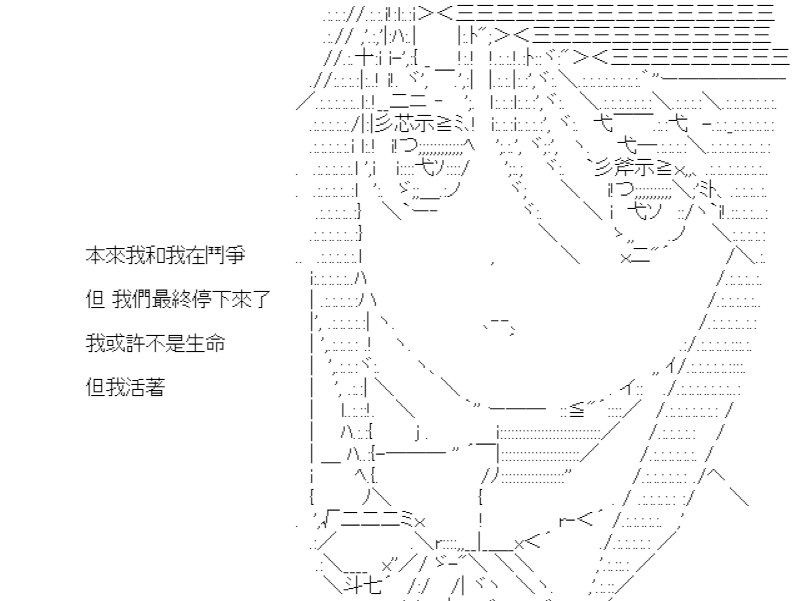 本來我和我在鬥爭
但 我們最終停下來了
我或許不是生命
但我活著